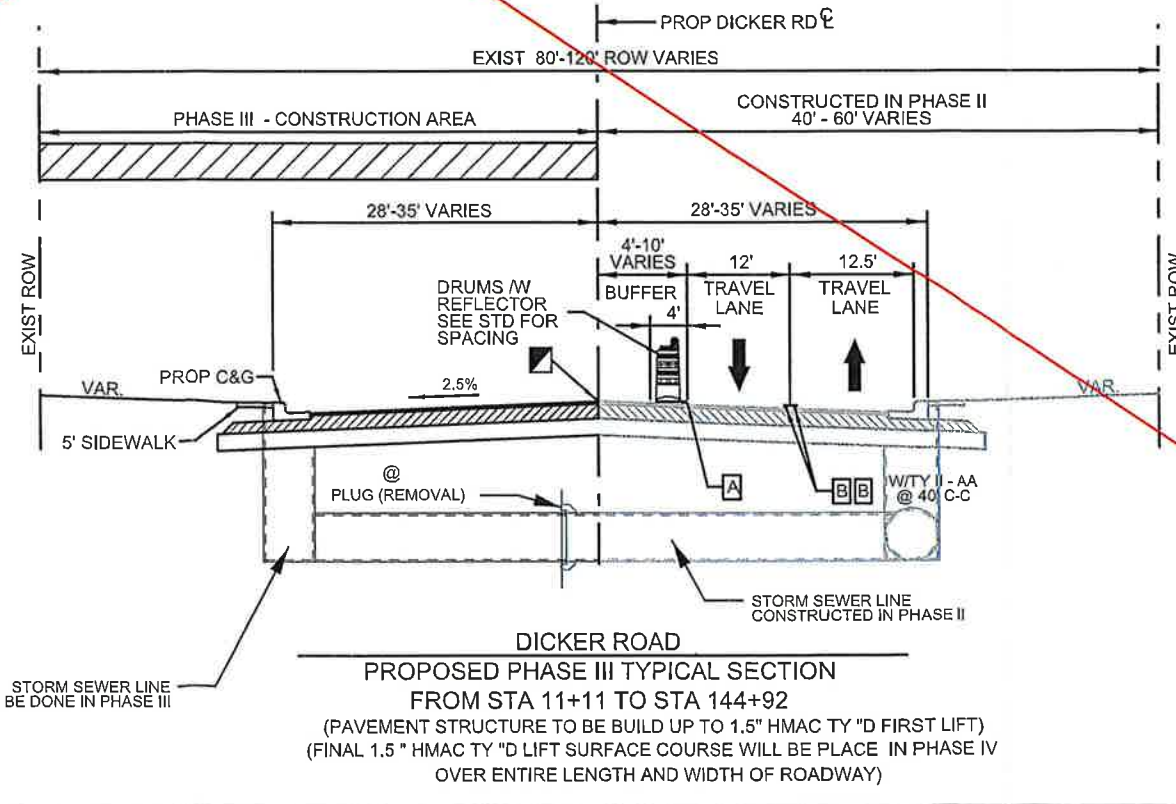 PROP DICKER RD ℄
EXIST 80'-120' ROW VARIES
PHASE III - CONSTRUCTION AREA
CONSTRUCTED IN PHASE II
40' - 60' VARIES
28'-35' VARIES
28'-35' VARIES
4'-10'
VARIES
BUFFER
4'
12'
TRAVEL
LANE
12.5'
TRAVEL
LANE
DRUMS /W
REFLECTOR
SEE STD FOR
SPACING
EXIST ROW
EXIST ROW
VAR.
PROP C&G
2.5%
VAR.
5' SIDEWALK
@
PLUG (REMOVAL)
A
B B
W/TY II - AA
@ 40' C-C
STORM SEWER LINE
CONSTRUCTED IN PHASE II
STORM SEWER LINE
BE DONE IN PHASE III
DICKER ROAD
PROPOSED PHASE III TYPICAL SECTION
FROM STA 11+11 TO STA 144+92
(PAVEMENT STRUCTURE TO BE BUILD UP TO 1.5" HMAC TY "D FIRST LIFT)
(FINAL 1.5 " HMAC TY "D LIFT SURFACE COURSE WILL BE PLACE IN PHASE IV
OVER ENTIRE LENGTH AND WIDTH OF ROADWAY)